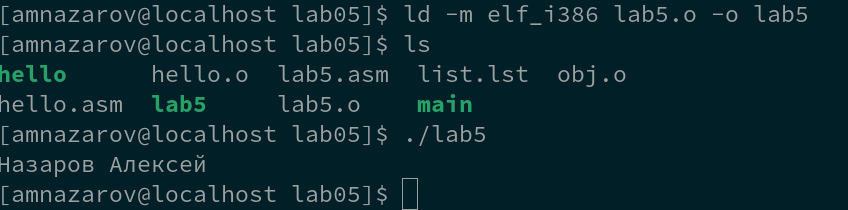 [amnazarov@localhost lab05]$ ld -m elf_i386 lab5.o -o lab5
[amnazarov@localhost lab05]$ ls
hello      hello.o  lab5.asm  list.lst  obj.o
hello.asm  lab5     lab5.o    main
[amnazarov@localhost lab05]$ ./lab5
Назаров Алексей
[amnazarov@localhost lab05]$